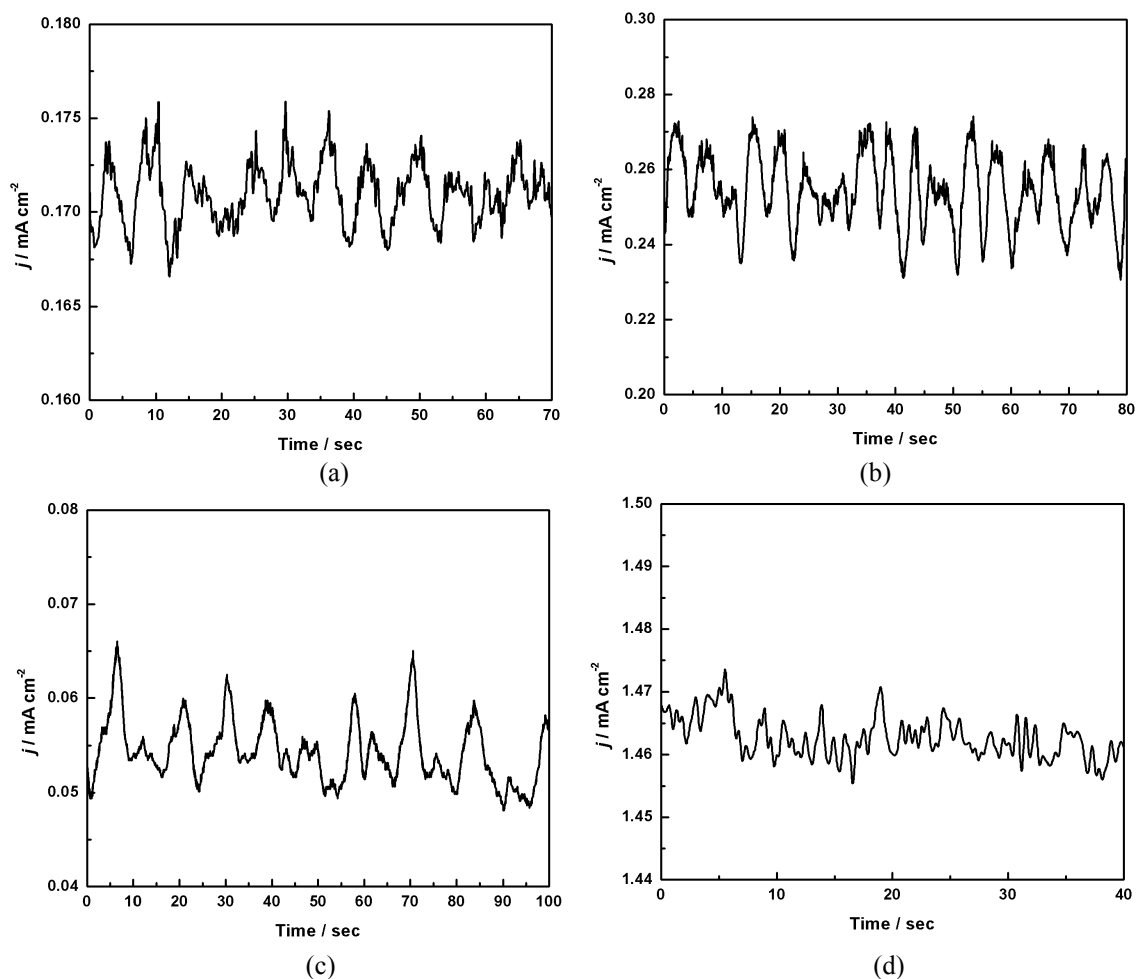 0.180
0.175
0.170
0.165
0.160
j / mA cm-2
0 10 20 30 40 50 60 70
Time / sec
(a)
0.30
0.28
0.26
0.24
0.22
0.20
j / mA cm-2
0 10 20 30 40 50 60 70 80
Time / sec
(b)
0.08
0.07
0.06
0.05
0.04
j / mA cm-2
0 10 20 30 40 50 60 70 80 90 100
Time / sec
(c)
1.50
1.49
1.48
1.47
1.46
1.45
1.44
j / mA cm-2
0 10 20 30 40
Time / sec
(d)